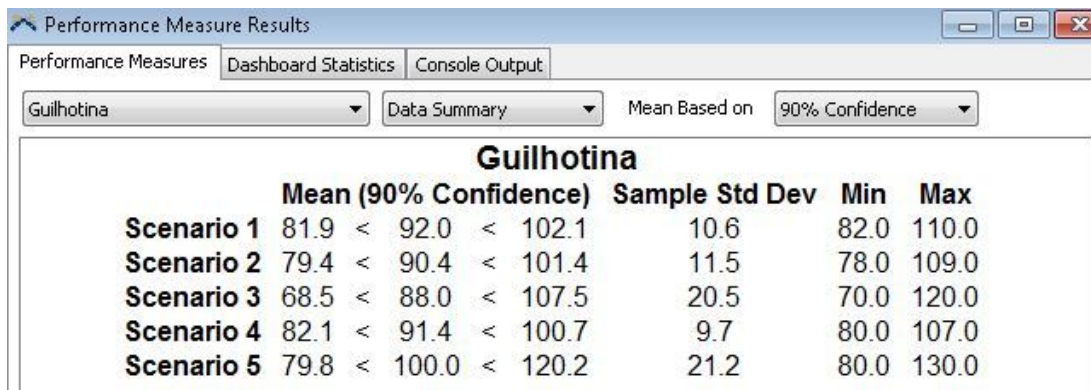 Performance Measure Results
Performance Measures Dashboard Statistics Console Output
Guilhotina Data Summary Mean Based on 90% Confidence
Guilhotina
Mean (90% Confidence) Sample Std Dev Min Max
Scenario 1 81.9 < 92.0 < 102.1 10.6 82.0 110.0
Scenario 2 79.4 < 90.4 < 101.4 11.5 78.0 109.0
Scenario 3 68.5 < 88.0 < 107.5 20.5 70.0 120.0
Scenario 4 82.1 < 91.4 < 100.7 9.7 80.0 107.0
Scenario 5 79.8 < 100.0 < 120.2 21.2 80.0 130.0